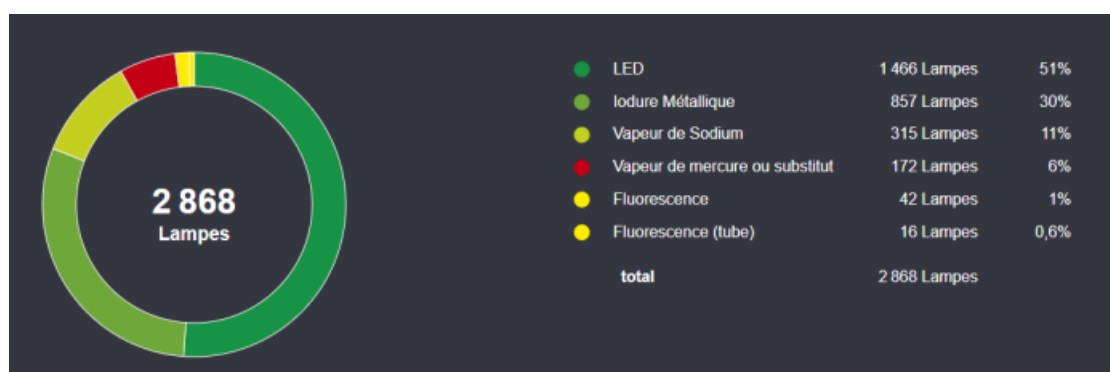 2 868
Lampes
LED 1 466 Lampes 51%
Iodure Métallique 857 Lampes 30%
Vapeur de Sodium 315 Lampes 11%
Vapeur de mercure ou substitut 172 Lampes 6%
Fluorescence 42 Lampes 1%
Fluorescence (tube) 16 Lampes 0,6%
total 2 868 Lampes